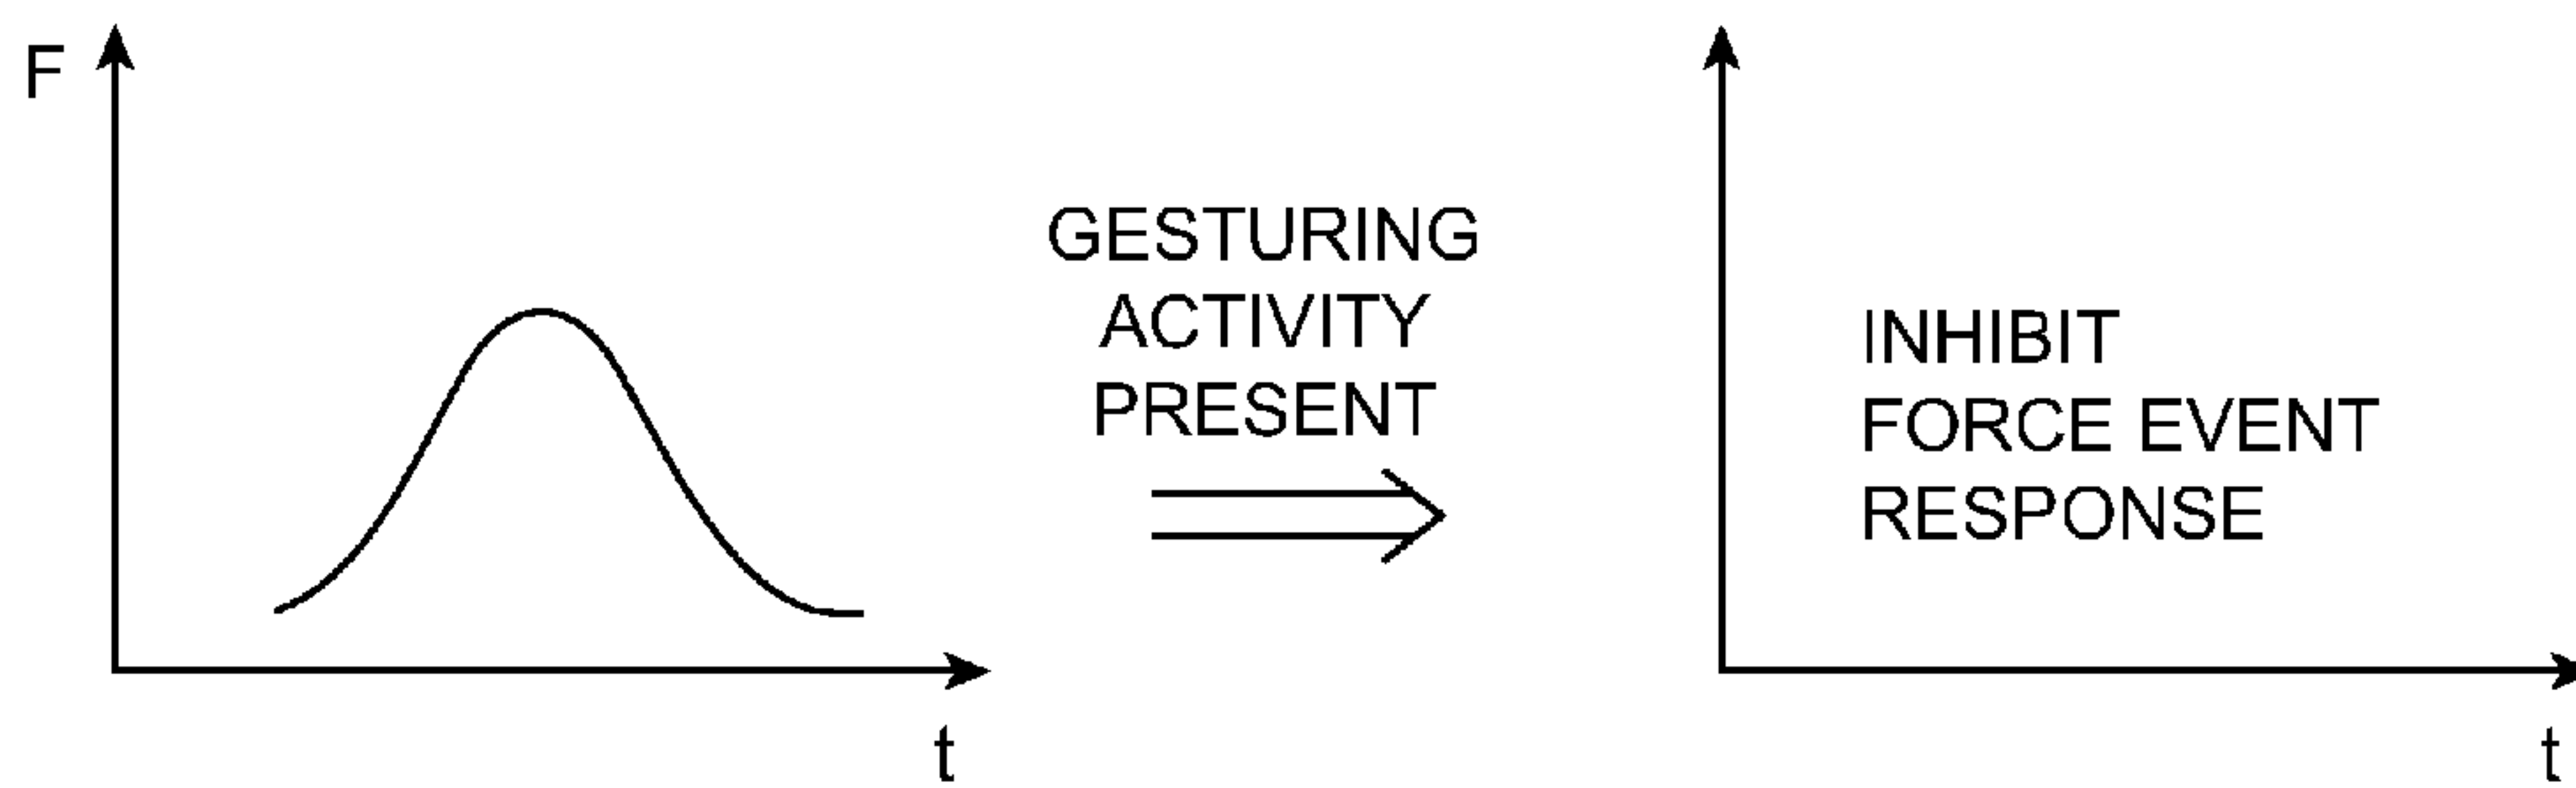 F
t
GESTURING
ACTIVITY
PRESENT
INHIBIT
FORCE EVENT
RESPONSE
t